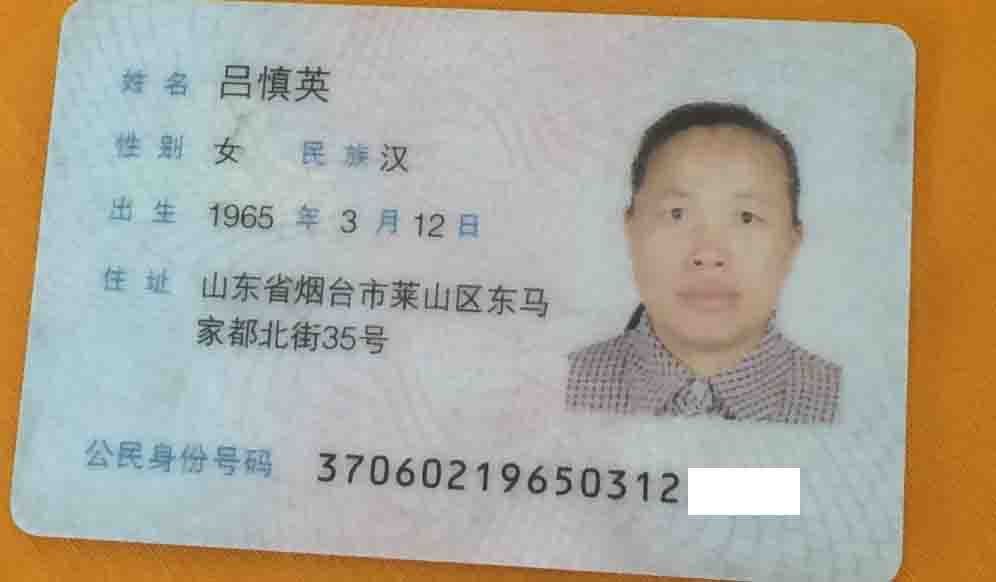 姓名 吕慎英
性别 女 民族 汉
出生 1965 年 3 月 12 日
住址 山东省烟台市莱山区东马
家都北街35号
公民身份号码 37060219650312